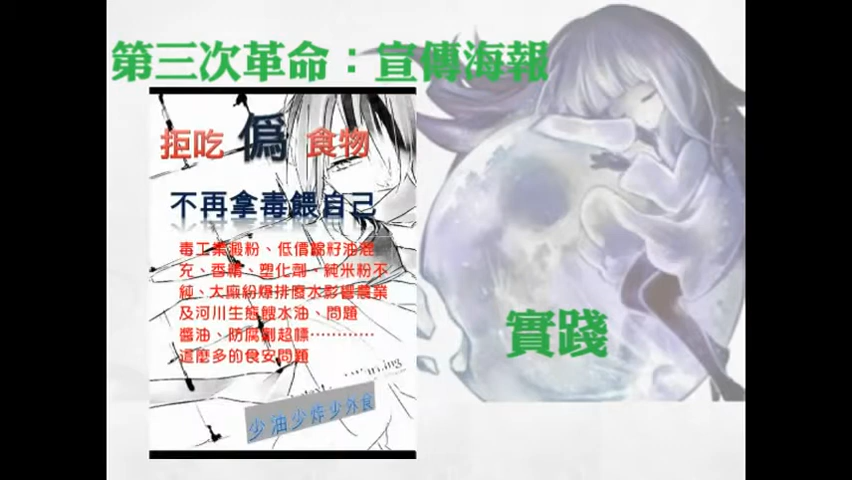 第三次革命：宣傳海報
拒吃 偽 食物
不再拿毒餵自己
毒工業澱粉、低價棉籽油混
充、香精、塑化劑、純米粉不
純、大廠紛爆排廢水影響農業
及河川生態餿水油、問題
醬油、防腐劑超標…………
這麼多的食安問題
少油少炸少外食
實踐